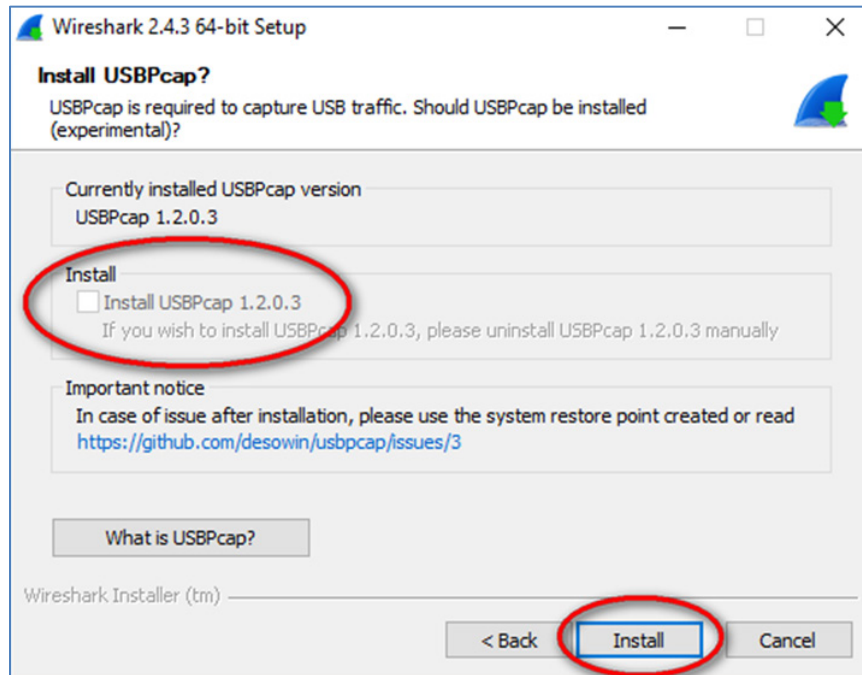 Wireshark 2.4.3 64-bit Setup
Install USBPcap?
USBPcap is required to capture USB traffic. Should USBPcap be installed
(experimental)?
Currently installed USBPcap version
USBPcap 1.2.0.3
Install
Install USBPcap 1.2.0.3
If you wish to install USBPcap 1.2.0.3, please uninstall USBPcap 1.2.0.3 manually
Important notice
In case of issue after installation, please use the system restore point created or read
https://github.com/desowin/usbpcap/issues/3
What is USBPcap?
Wireshark Installer (tm)
< Back Install Cancel